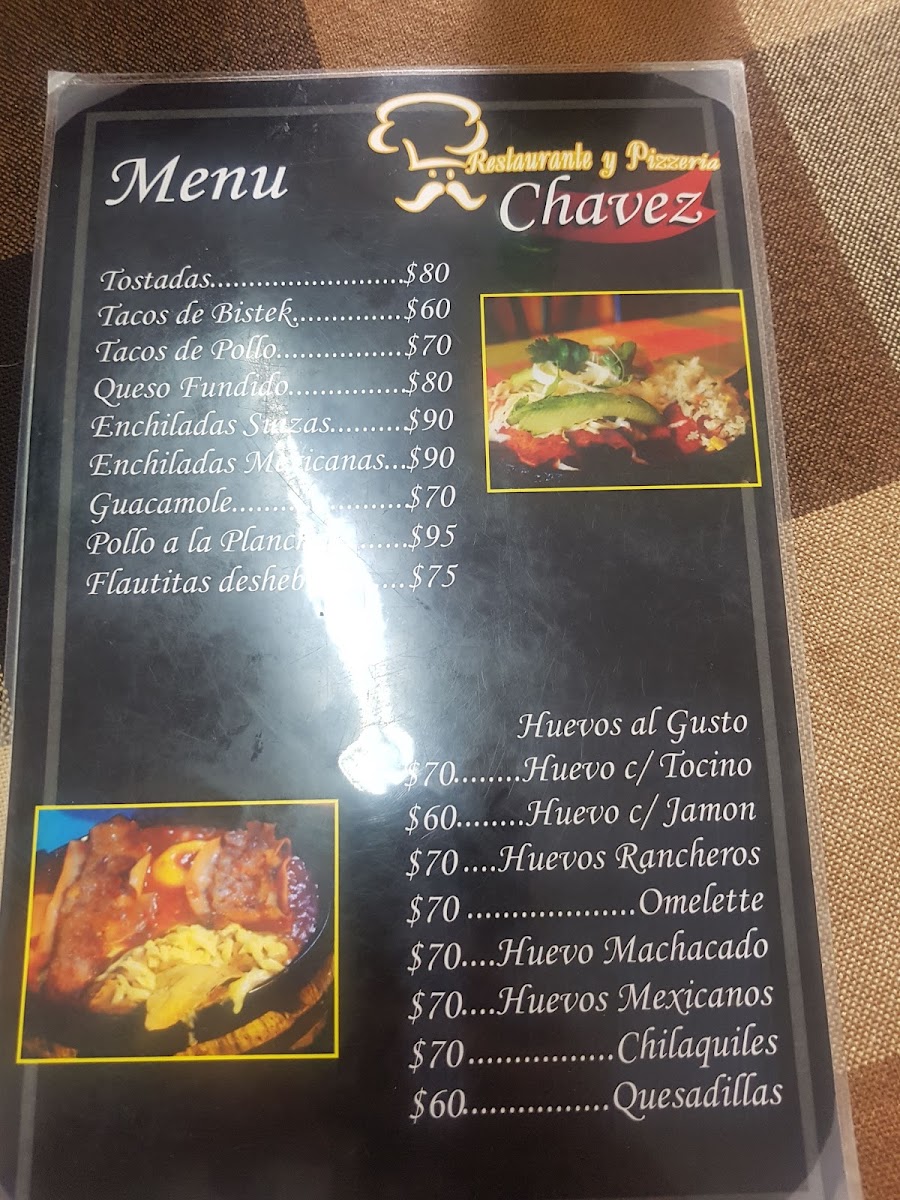 Menu
Restaurante y Pizzeria
Chavez
Tostadas..........................$80
Tacos de Bistek...............$60
Tacos de Pollo.................$70
Queso Fundido................$80
Enchiladas Suizas..........$90
Enchiladas Mexicanas...$90
Guacamole.......................$70
Pollo a la ......$95
Flautitas ....$75
Huevos al Gusto
$70........Huevo c/ Tocino
$60........Huevo c/ Jamon
$70....Huevos Rancheros
$70....................Omelette
$70....Huevo Machacado
$70....Huevos Mexicanos
$70................Chilaquiles
$60................Quesadillas